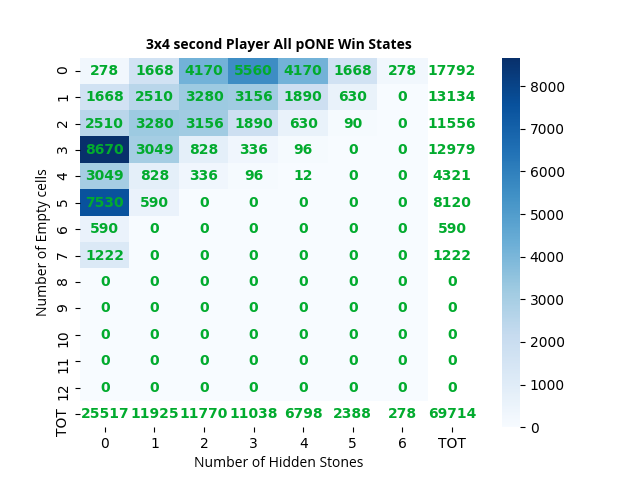 3x4 second Player All pONE Win States
0 278 1668 4170 5560 4170 1668 278 17792
1 1668 2510 3280 3156 1890 630 0 13134
2 2510 3280 3156 1890 630 90 0 11556
3 8670 3049 828 336 96 0 0 12979
4 3049 828 336 96 12 0 0 4321
5 7530 590 0 0 0 0 0 8120
6 590 0 0 0 0 0 0 590
7 1222 0 0 0 0 0 0 1222
8 0 0 0 0 0 0 0 0
9 0 0 0 0 0 0 0 0
10 0 0 0 0 0 0 0 0
11 0 0 0 0 0 0 0 0
12 0 0 0 0 0 0 0 0
TOT 25517 11925 11770 11038 6798 2388 278 69714
0 1 2 3 4 5 6 TOT
Number of Hidden Stones
Number of Empty cells
8000
7000
6000
5000
4000
3000
2000
1000
0